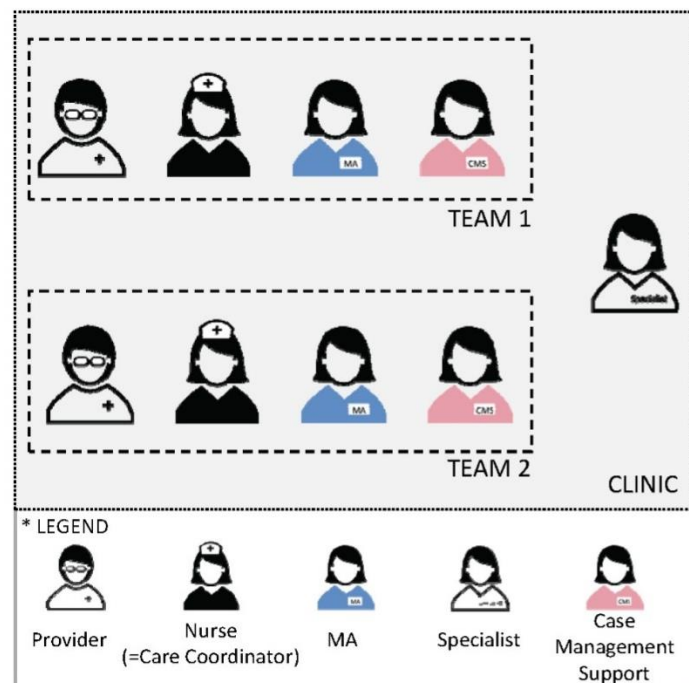 MA
CMS
TEAM 1
Specialist
MA
CMS
TEAM 2
CLINIC
* LEGEND
MA
CMS
Provider
Nurse
(=Care Coordinator)
MA
Specialist
Case
Management
Support